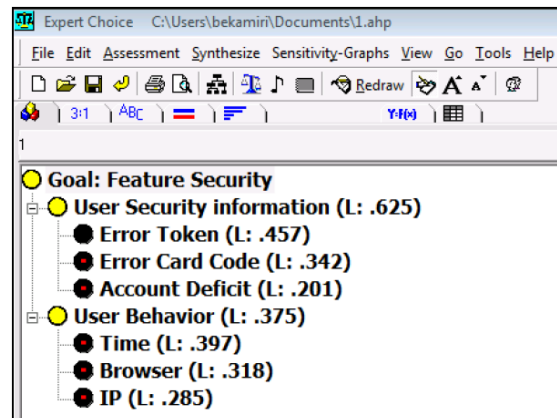 Expert Choice C:\Users\bekamiri\Documents\1.ahp
File Edit Assessment Synthesize Sensitivity-Graphs View Go Tools Help
Redraw A A
3:1 ABC Y=F(x)
1
Goal: Feature Security
User Security information (L: .625)
Error Token (L: .457)
Error Card Code (L: .342)
Account Deficit (L: .201)
User Behavior (L: .375)
Time (L: .397)
Browser (L: .318)
IP (L: .285)